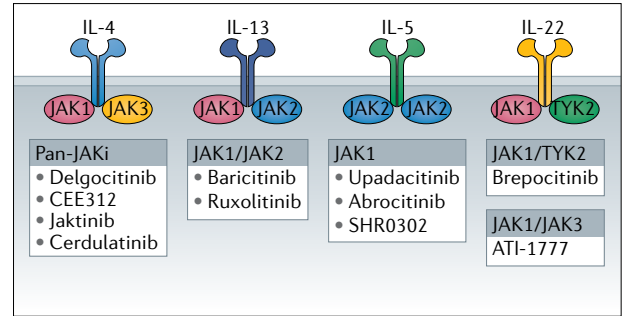 IL-4 IL-13 IL-5 IL-22
JAK1 JAK3 JAK1 JAK2 JAK2 JAK2 JAK1 TYK2
Pan-JAKi
• Delgocitinib
• CEE312
• Jaktinib
• Cerdulatinib
JAK1/JAK2
• Baricitinib
• Ruxolitinib
JAK1
• Upadacitinib
• Abrocitinib
• SHR0302
JAK1/TYK2
Brepocitinib
JAK1/JAK3
ATI-1777